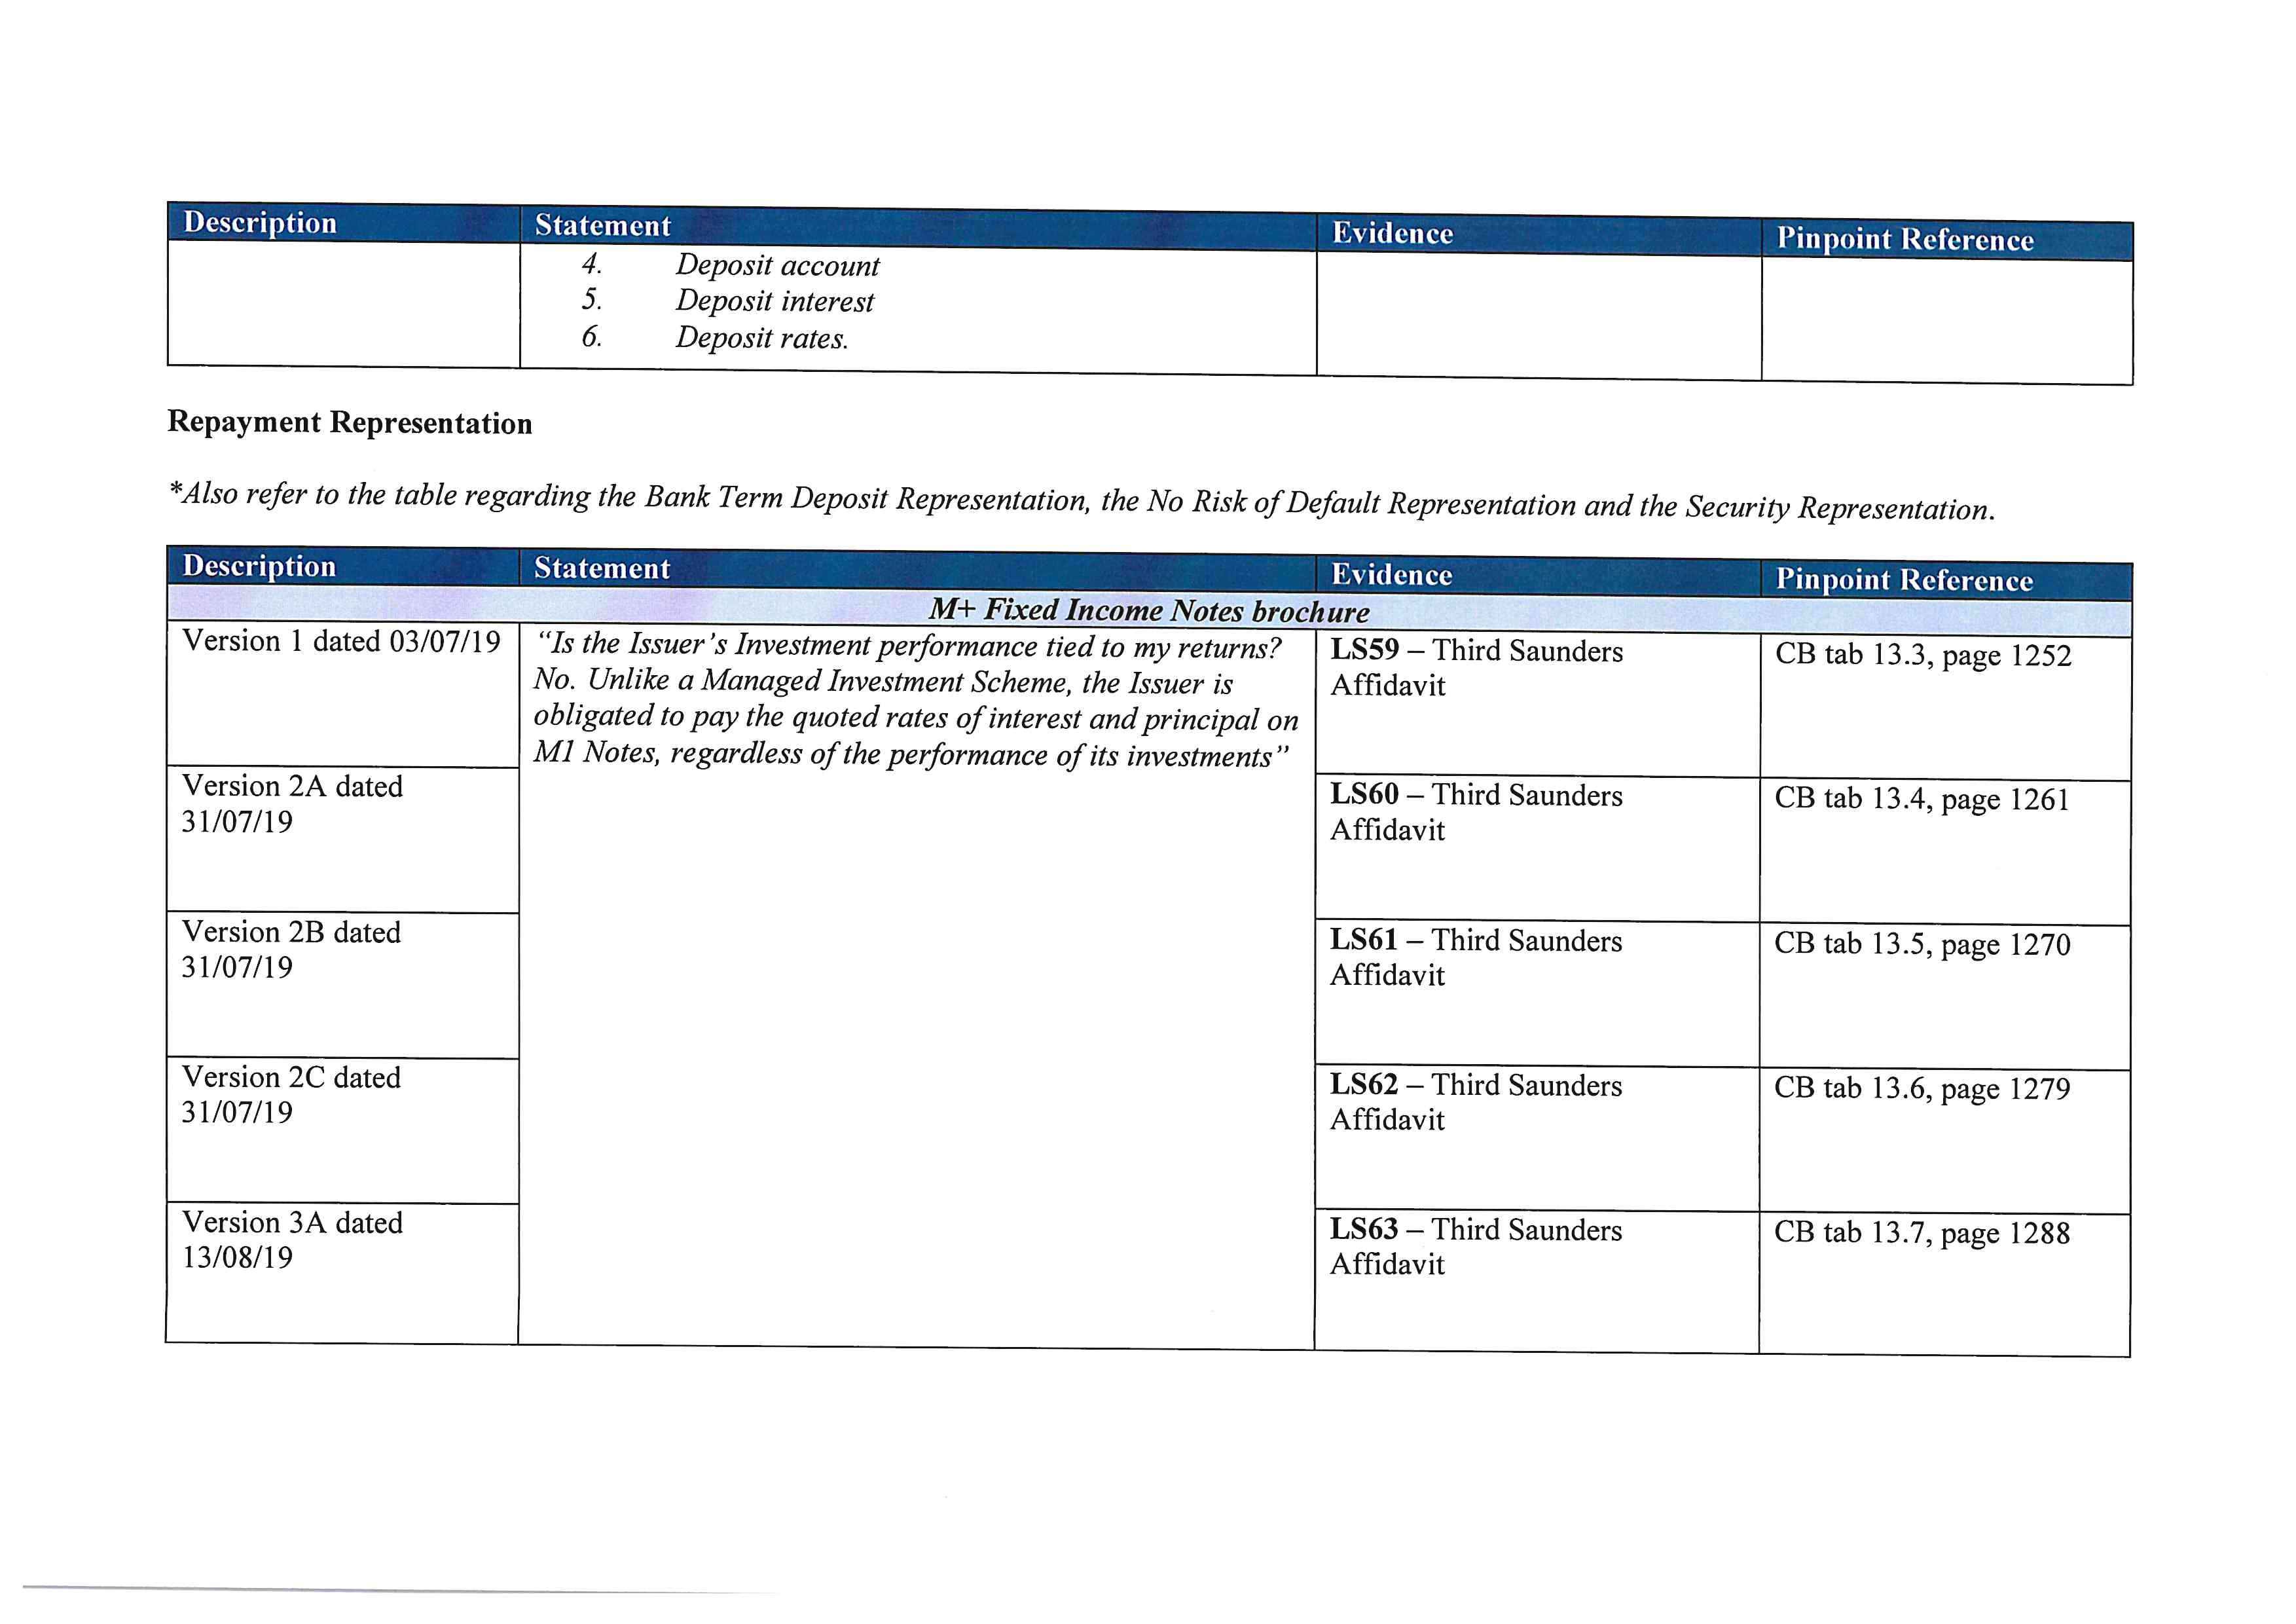 Description Statement Evidence Pinpoint Reference
4. Deposit account
5. Deposit interest
6. Deposit rates.
Repayment Representation
*Also refer to the table regarding the Bank Term Deposit Representation, the No Risk of Default Representation and the Security Representation.
Description Statement Evidence Pinpoint Reference
M+ Fixed Income Notes brochure
Version 1 dated 03/07/19
“Is the Issuer’s Investment performance tied to my returns?
No. Unlike a Managed Investment Scheme, the Issuer is
obligated to pay the quoted rates of interest and principal on
M1 Notes, regardless of the performance of its investments”
LS59 – Third Saunders
Affidavit
CB tab 13.3, page 1252
Version 2A dated
31/07/19
LS60 – Third Saunders
Affidavit
CB tab 13.4, page 1261
Version 2B dated
31/07/19
LS61 – Third Saunders
Affidavit
CB tab 13.5, page 1270
Version 2C dated
31/07/19
LS62 – Third Saunders
Affidavit
CB tab 13.6, page 1279
Version 3A dated
13/08/19
LS63 – Third Saunders
Affidavit
CB tab 13.7, page 1288